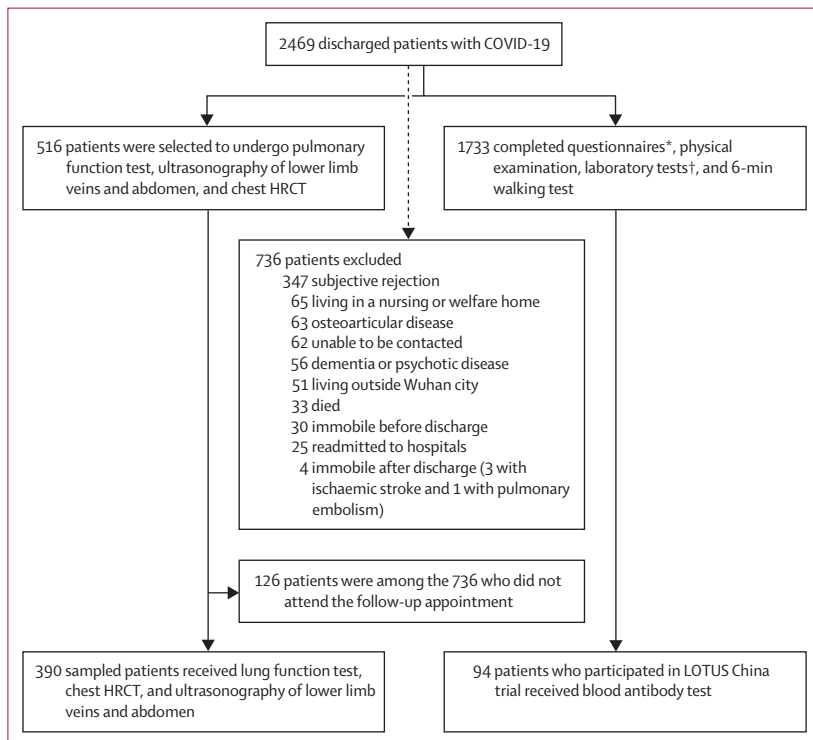 2469 discharged patients with COVID-19
516 patients were selected to undergo pulmonary
function test, ultrasonography of lower limb
veins and abdomen, and chest HRCT
1733 completed questionnaires*, physical
examination, laboratory tests†, and 6-min
walking test
736 patients excluded
347 subjective rejection
65 living in a nursing or welfare home
63 osteoarticular disease
62 unable to be contacted
56 dementia or psychotic disease
51 living outside Wuhan city
33 died
30 immobile before discharge
25 readmitted to hospitals
4 immobile after discharge (3 with
ischaemic stroke and 1 with pulmonary
embolism)
126 patients were among the 736 who did not
attend the follow-up appointment
390 sampled patients received lung function test,
chest HRCT, and ultrasonography of lower limb
veins and abdomen
94 patients who participated in LOTUS China
trial received blood antibody test